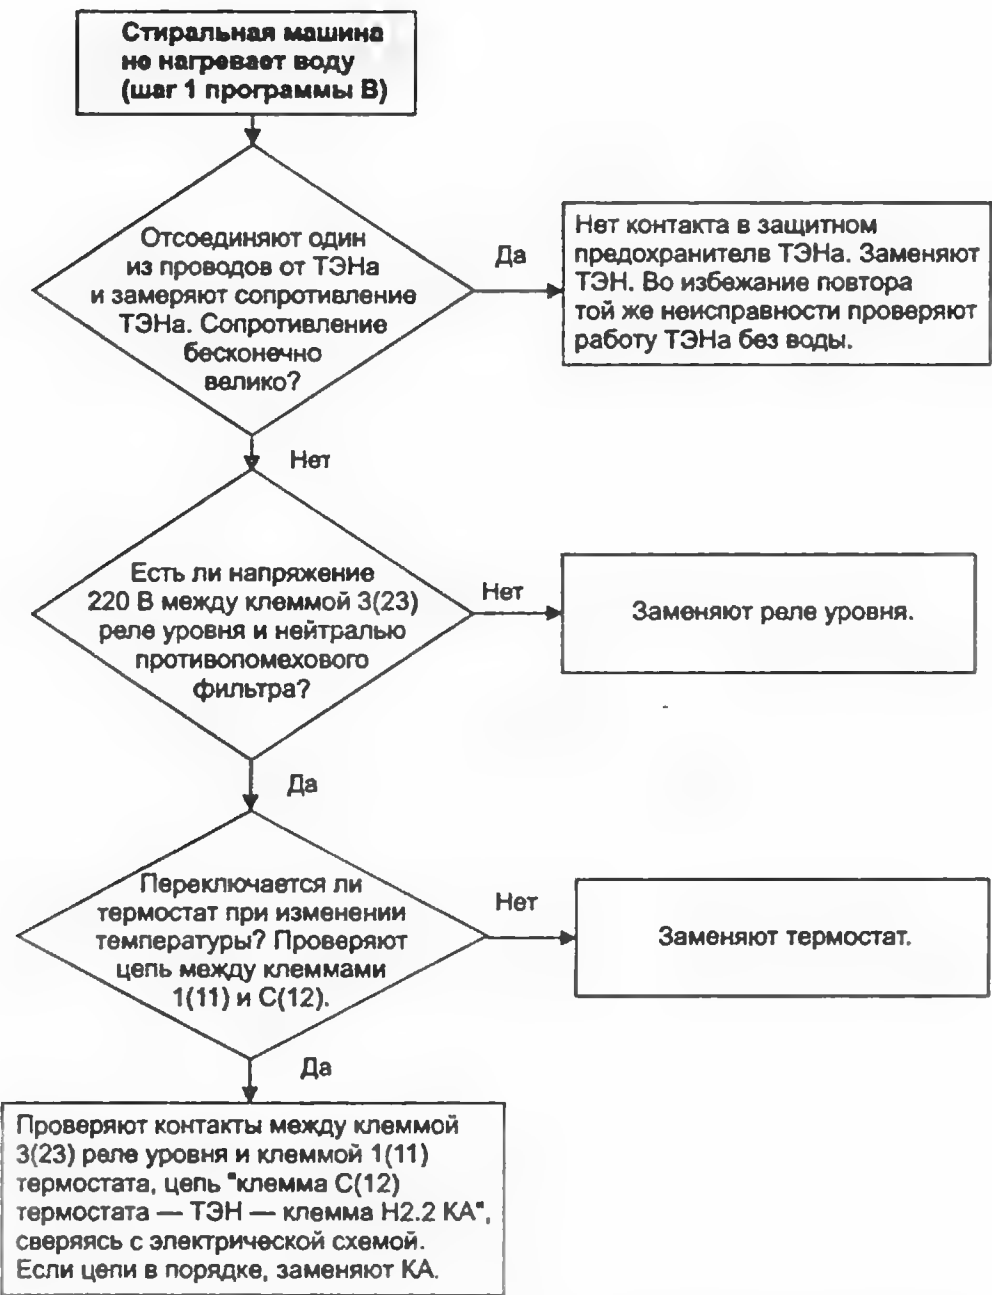 Стиральная машина
не нагревает воду
(шаг 1 программы В)
Отсоединяют один
из проводов от ТЭНа
и замеряют сопротивление
ТЭНа. Сопротивление
бесконечно
велико?
Да
Нет контакта в защитном
предохранителв ТЭНа. Заменяют
ТЭН. Во избежание повтора
той же неисправности проверяют
работу ТЭНа без воды.
Нет
Есть ли напряжение
220 В между клеммой 3(23)
реле уровня и нейтралью
противопомехового
фильтра?
Нет
Заменяют реле уровня.
Да
Переключается ли
термостат при изменении
температуры? Проверяют
цепь между клеммами
1(11) и С(12).
Нет
Заменяют термостат.
Да
Проверяют контакты между клеммой
3(23) реле уровня и клеммой 1(11)
термостата, цепь "клемма С(12)
термостата — ТЭН — клемма Н2.2 КА",
сверяясь с электрической схемой.
Если цепи в порядке, заменяют КА.